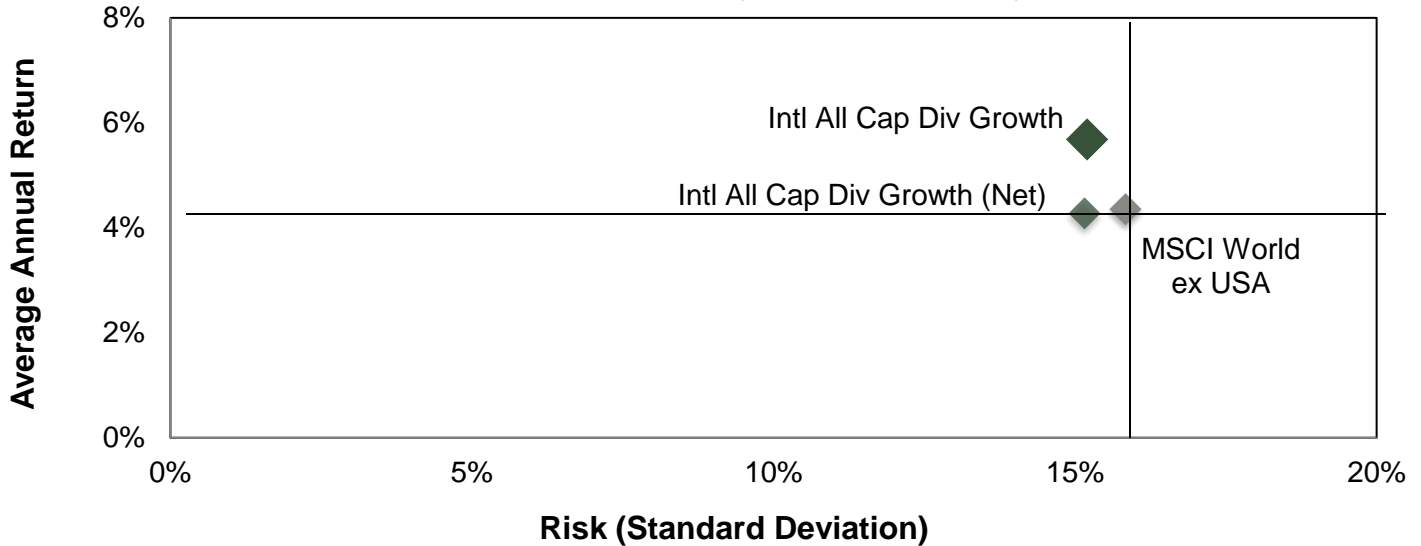 8%
6%
4%
2%
0%
Average Annual Return
Intl All Cap Div Growth
Intl All Cap Div Growth (Net)
MSCI World
ex USA
0%
5%
10%
15%
20%
Risk (Standard Deviation)